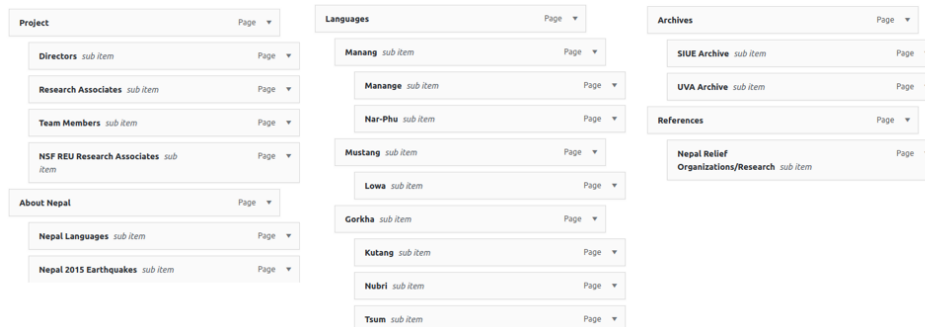 Project Page
Directors sub item Page
Research Associates sub item Page
Team Members sub item Page
NSF REU Research Associates sub Page
item
About Nepal Page
Nepal Languages sub item Page
Nepal 2015 Earthquakes sub item Page
Languages Page
Manang sub item Page
Manange sub item Page
Nar-Phu sub item Page
Mustang sub item Page
Lowa sub item Page
Gorkha sub item Page
Kutang sub item Page
Nubri sub item Page
Tsum sub item Page
Archives Page
SIUE Archive sub item Page
UVA Archive sub item Page
References Page
Nepal Relief Page
Organizations/Research sub item